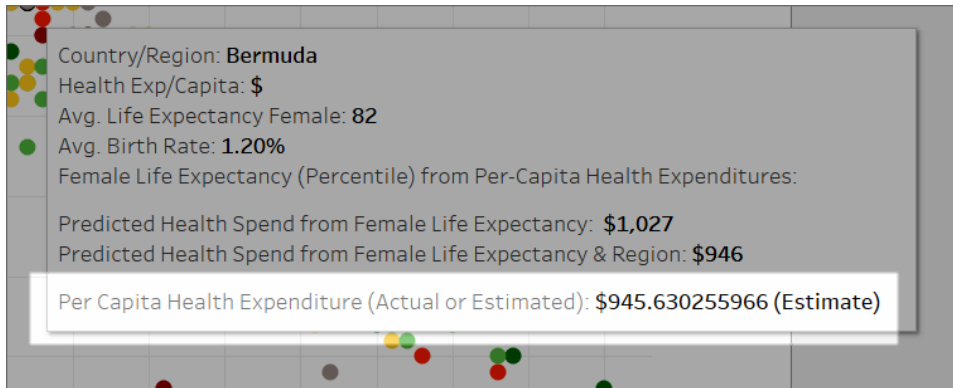 Country/Region: Bermuda
Health Exp/Capita: $
Avg. Life Expectancy Female: 82
Avg. Birth Rate: 1.20%
Female Life Expectancy (Percentile) from Per-Capita Health Expenditures:
Predicted Health Spend from Female Life Expectancy: $1,027
Predicted Health Spend from Female Life Expectancy & Region: $946
Per Capita Health Expenditure (Actual or Estimated): $945.630255966 (Estimate)